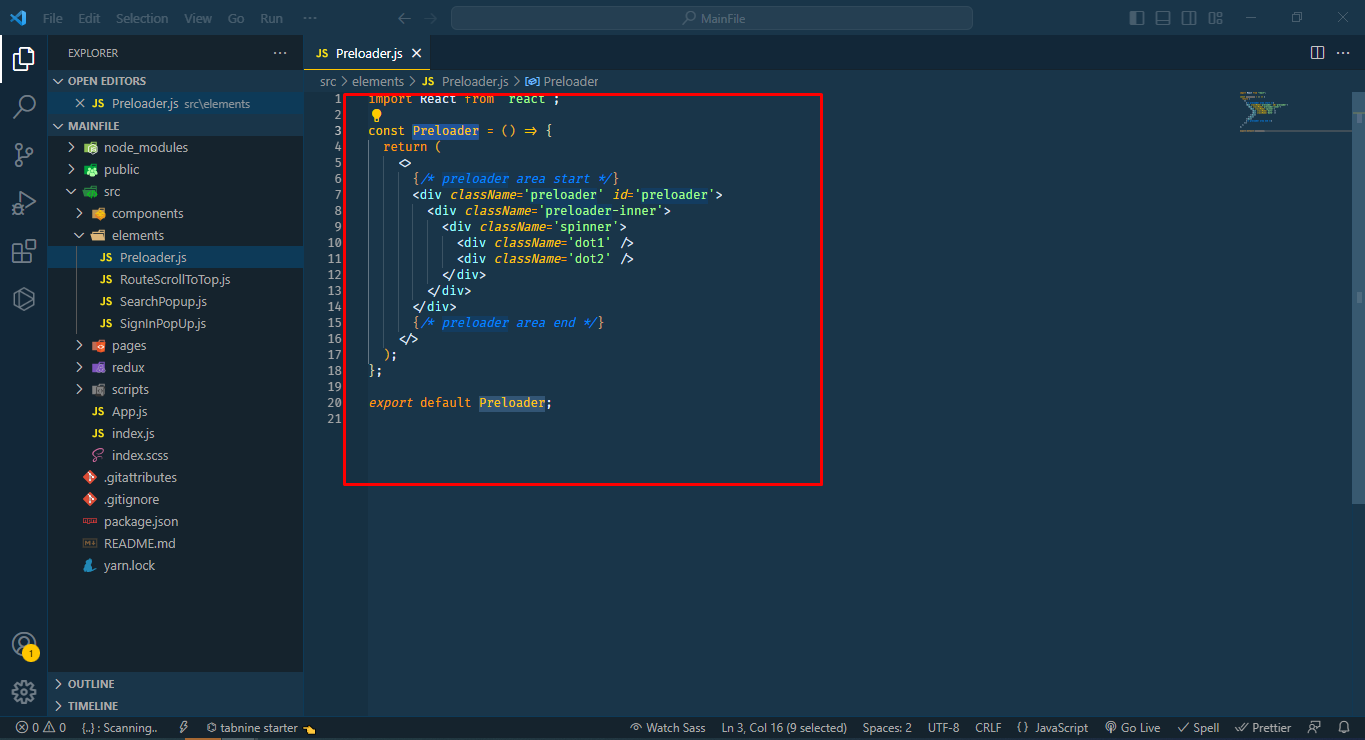 File Edit Selection View Go Run ··· MainFile
EXPLORER ···
OPEN EDITORS
JS Preloader.js src\elements
MAINFILE
node_modules
public
src
components
elements
JS Preloader.js
JS RouteScrollToTop.js
JS SearchPopup.js
JS SignInPopUp.js
pages
redux
scripts
JS App.js
JS index.js
index.scss
.gitattributes
.gitignore
package.json
README.md
yarn.lock
OUTLINE
TIMELINE
JS Preloader.js
src > elements > JS Preloader.js > Preloader
1 import React from 'react';
2
3 const Preloader = () => {
4 return (
5 <>
6 {/* preloader area start */}
7 <div className='preloader' id='preloader'>
8 <div className='preloader-inner'>
9 <div className='spinner'>
10 <div className='dot1' />
11 <div className='dot2' />
12 </div>
13 </div>
14 </div>
15 {/* preloader area end */}
16 </>
17 );
18 };
19
20 export default Preloader;
21
1
0 0 {..} : Scanning.. tabnine starter Watch Sass Ln 3, Col 16 (9 selected) Spaces: 2 UTF-8 CRLF {} JavaScript Go Live Spell Prettier